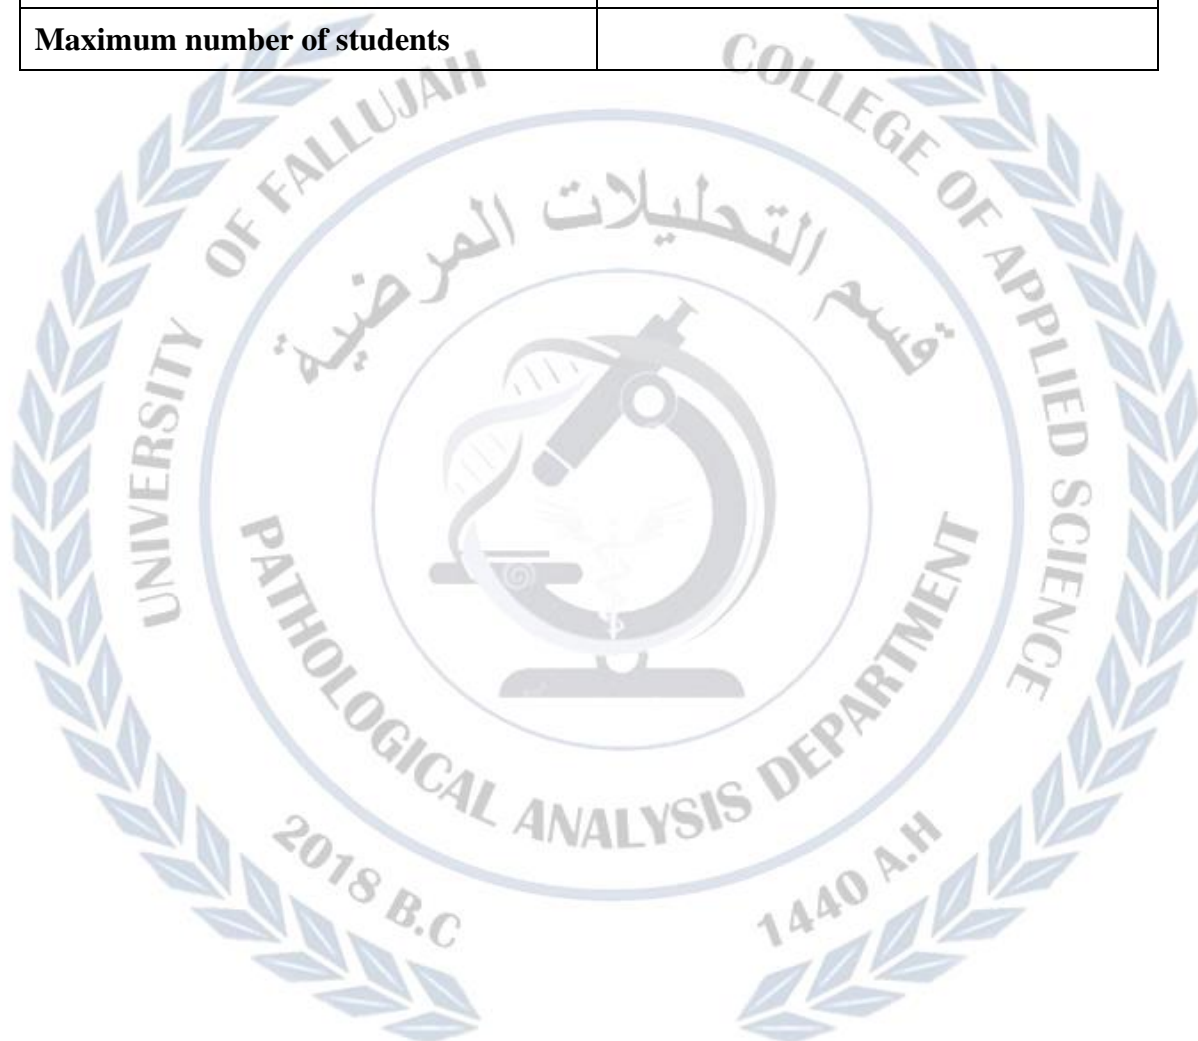 Maximum number of students
UNIVERSITY OF FALLUJAH
COLLEGE OF APPLIED SCIENCE
قسم التحليلات المرضية
PATHOLOGICAL ANALYSIS DEPARTMENT
2018 B.C
1440 A.H